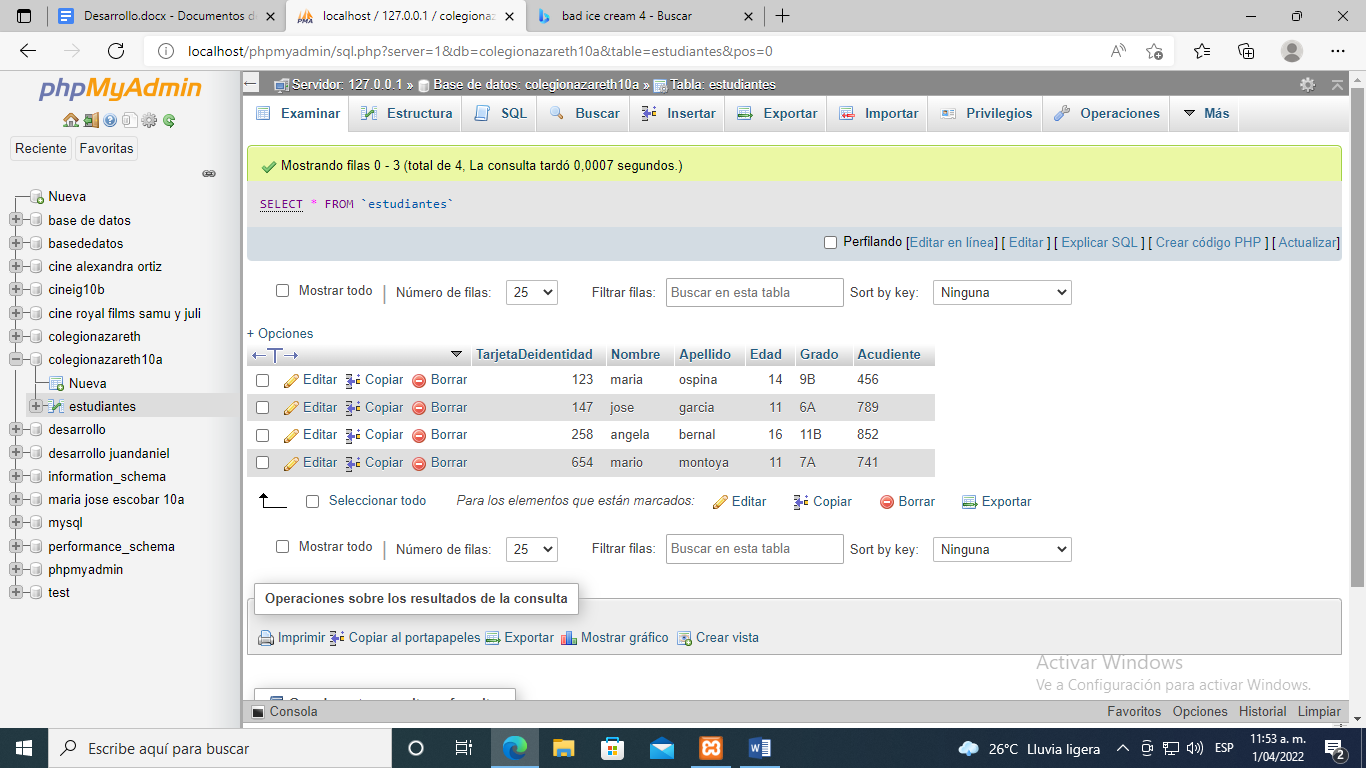 Desarrollo.docx - Documentos d
localhost / 127.0.0.1 / colegionaz
bad ice cream 4 - Buscar
localhost/phpmyadmin/sql.php?server=1&db=colegionazareth10a&table=estudiantes&pos=0
phpMyAdmin
Reciente Favoritas
Nueva
base de datos
basededatos
cine alexandra ortiz
cineig10b
cine royal films samu y juli
colegionazareth
colegionazareth10a
Nueva
estudiantes
desarrollo
desarrollo juandaniel
information_schema
maria jose escobar 10a
mysql
performance_schema
phpmyadmin
test
Servidor: 127.0.0.1 » Base de datos: colegionazareth10a » Tabla: estudiantes
Examinar Estructura SQL Buscar Insertar Exportar Importar Privilegios Operaciones Más
Mostrando filas 0 - 3 (total de 4, La consulta tardó 0,0007 segundos.)
SELECT * FROM `estudiantes`
Perfilando [Editar en línea] [ Editar ] [ Explicar SQL ] [ Crear código PHP ] [ Actualizar]
Mostrar todo | Número de filas: 25 Filtrar filas: Buscar en esta tabla Sort by key: Ninguna
+ Opciones
←T→ TarjetaDeidentidad Nombre Apellido Edad Grado Acudiente
Editar Copiar Borrar 123 maria ospina 14 9B 456
Editar Copiar Borrar 147 jose garcia 11 6A 789
Editar Copiar Borrar 258 angela bernal 16 11B 852
Editar Copiar Borrar 654 mario montoya 11 7A 741
Seleccionar todo Para los elementos que están marcados: Editar Copiar Borrar Exportar
Mostrar todo | Número de filas: 25 Filtrar filas: Buscar en esta tabla Sort by key: Ninguna
Operaciones sobre los resultados de la consulta
Imprimir Copiar al portapapeles Exportar Mostrar gráfico Crear vista
Activar Windows
Ve a Configuración para activar Windows.
Consola Favoritos Opciones Historial Limpiar
Escribe aquí para buscar
26°C Lluvia ligera
ESP
11:53 a. m.
1/04/2022
2